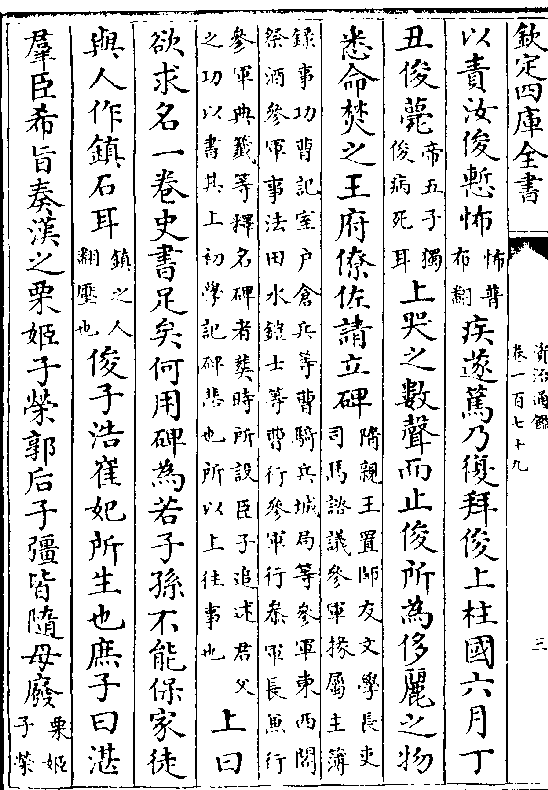 欽定四庫全書
資治通鑑
卷一百七十九
三
以責汝俊慙怖怖普布翻疾遂篤乃復拜俊上柱國六月丁
丑俊薨帝五子獨俊病死耳上哭之數聲而止俊所為侈麗之物
悉命焚之王府僚佐請立碑隋親王置師友文學長史司馬諮議參軍掾屬主簿
錄事功曹記室戶倉兵等曹騎兵城局等參軍東西閤祭酒參軍事法田水鎧士等曹行參軍行參軍長兼行
參軍典籤等釋名碑者葬時所設臣子追述君父之功以書其上初學記碑悲也所以上往事也上曰
欲求名一卷史書足矣何用碑為若子孫不能保家徒
與人作鎮石耳鎮之人翻壓也俊子浩崔妃所生也庶子曰湛
羣臣希旨奏漢之栗姬子榮郭后子彊皆隨母廢栗姬子榮